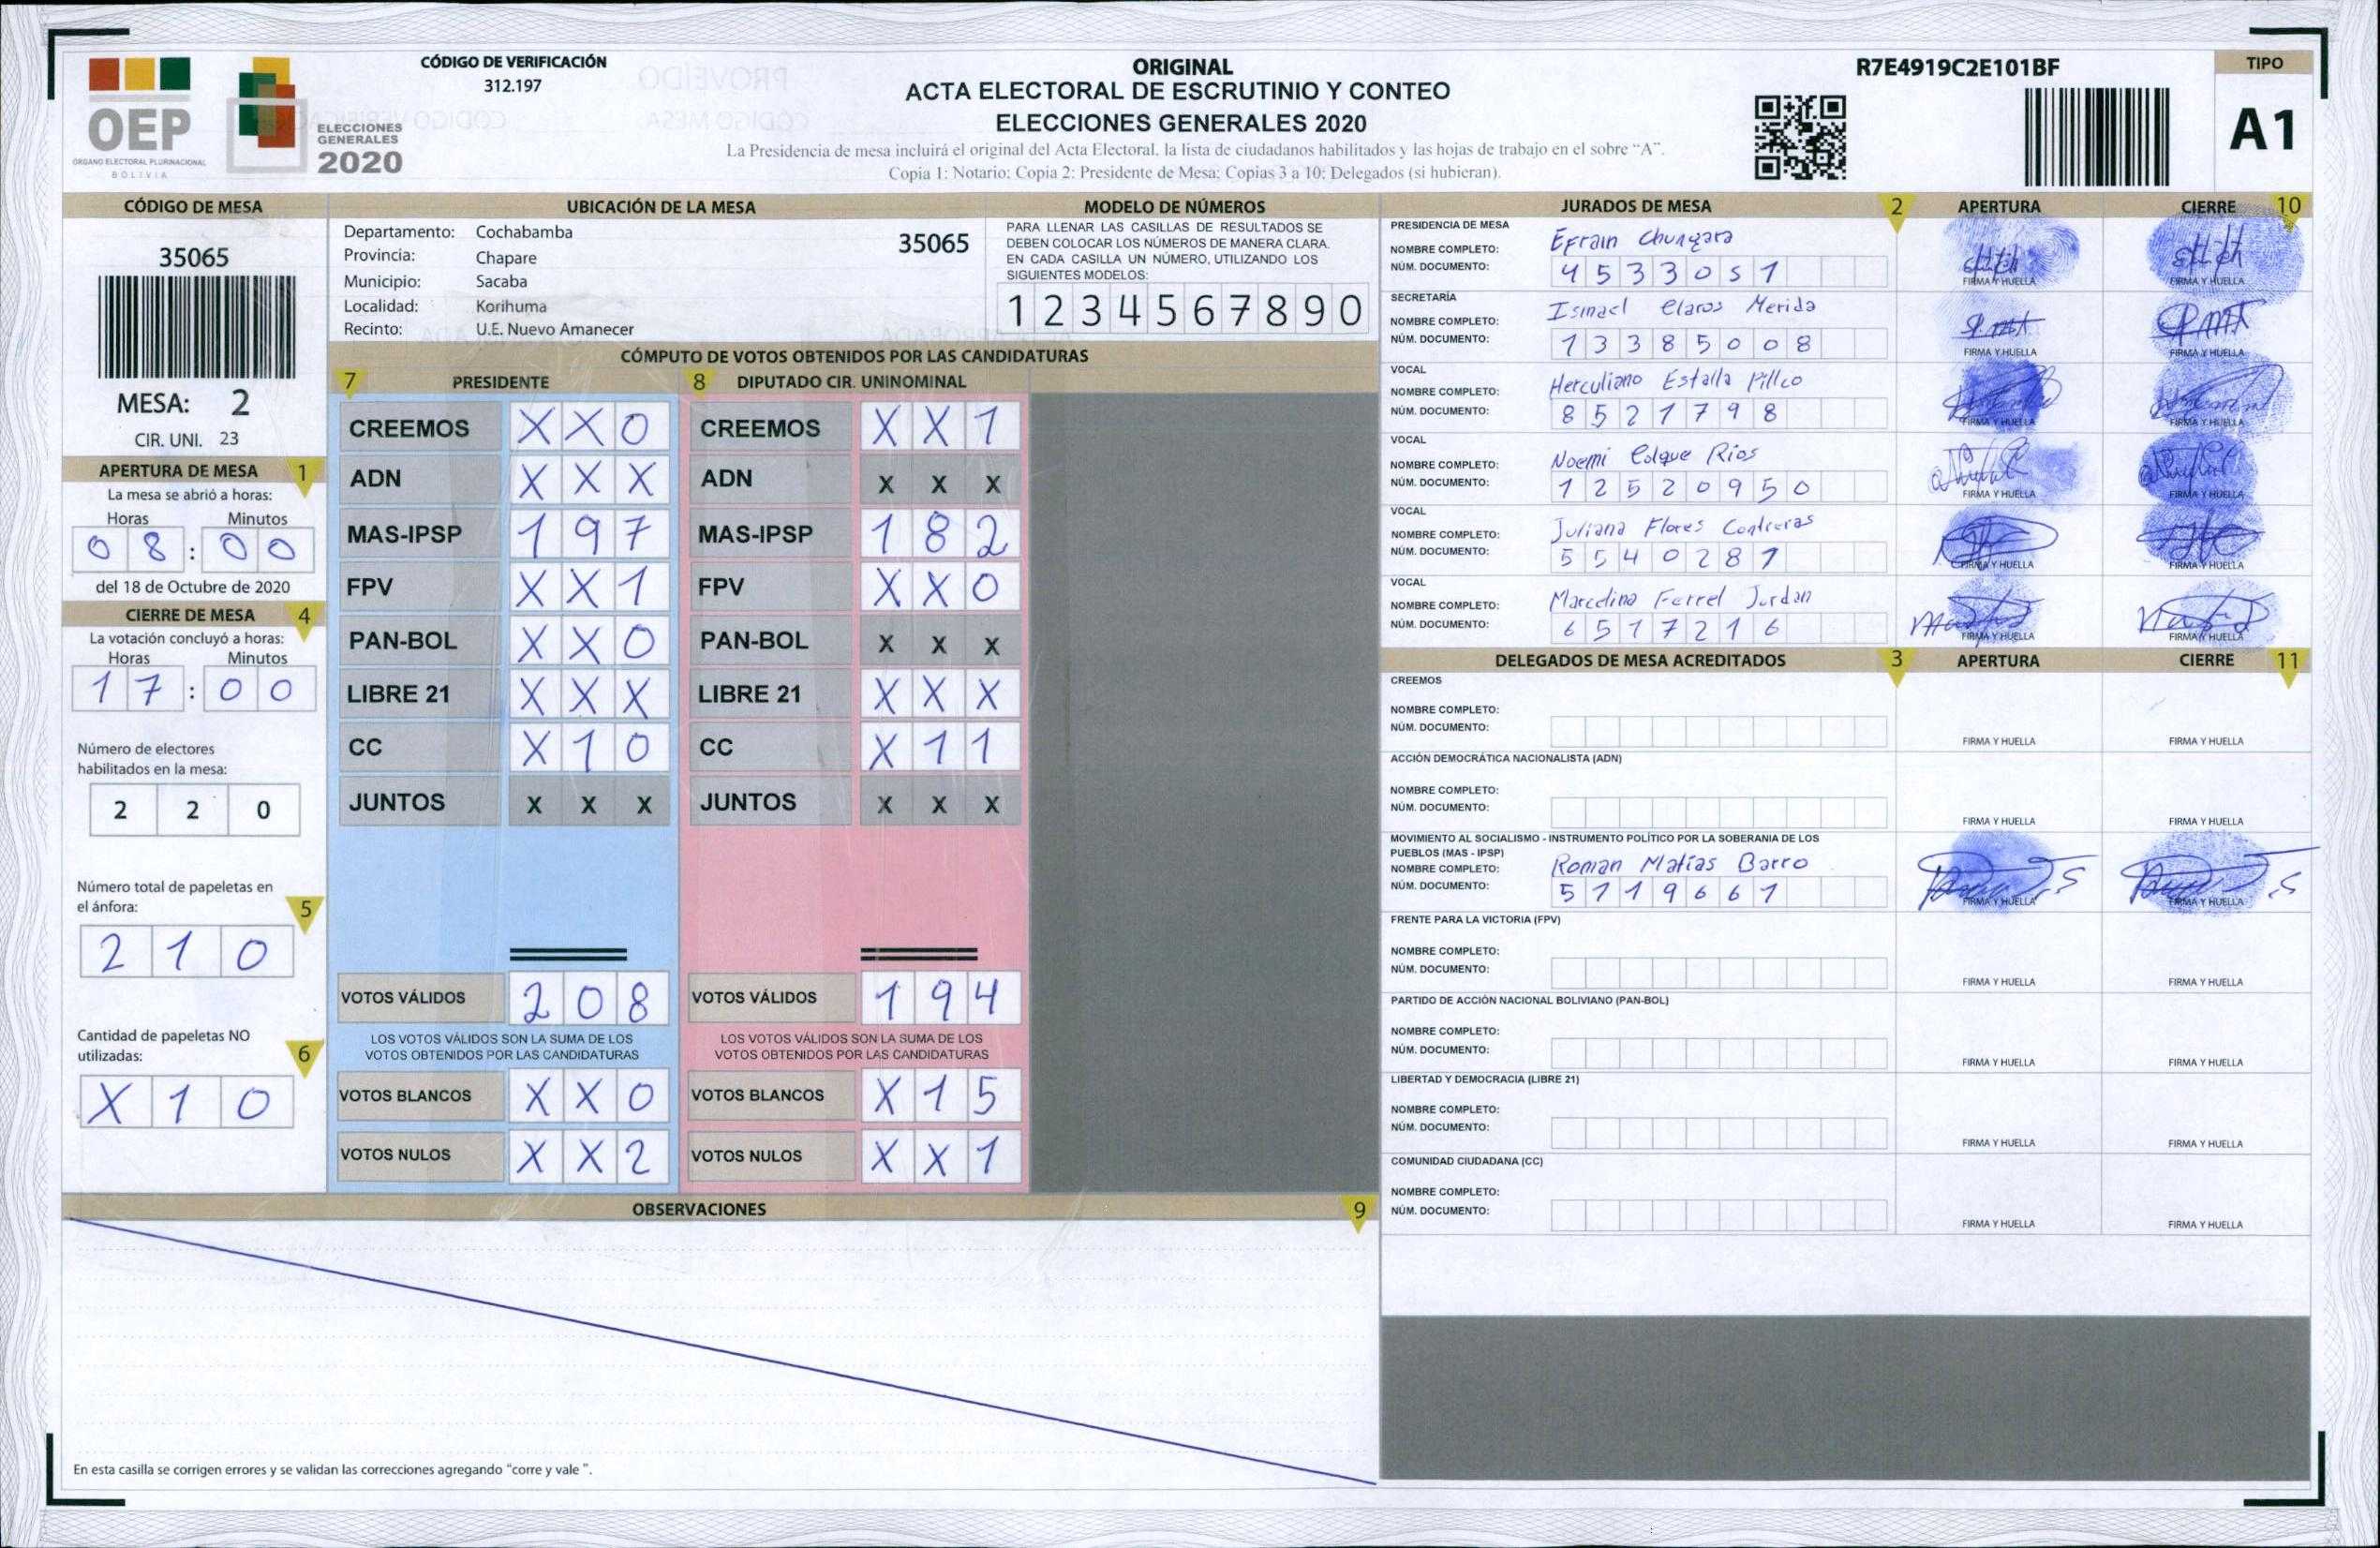 OEP
ÓRGANO ELECTORAL PLURINACIONAL
BOLIVIA
ELECCIONES
GENERALES
2020
CÓDIGO DE VERIFICACIÓN
312.197
ORIGINAL
ACTA ELECTORAL DE ESCRUTINIO Y CONTEO
ELECCIONES GENERALES 2020
La Presidencia de mesa incluirá el original del Acta Electoral, la lista de ciudadanos habilitados y las hojas de trabajo en el sobre “A”.
Copia 1: Notario; Copia 2: Presidente de Mesa; Copias 3 a 10: Delegados (si hubieran).
R7E4919C2E101BF
TIPO
A1
CÓDIGO DE MESA
35065
MESA: 2
CIR. UNI. 23
APERTURA DE MESA 1
La mesa se abrió a horas:
Horas Minutos
0 8 : 0 0
del 18 de Octubre de 2020
CIERRE DE MESA 4
La votación concluyó a horas:
Horas Minutos
1 7 : 0 0
Número de electores
habilitados en la mesa:
2 2 0
Número total de papeletas en
el ánfora: 5
2 1 0
Cantidad de papeletas NO
utilizadas: 6
X 1 0
UBICACIÓN DE LA MESA
Departamento: Cochabamba 35065
Provincia: Chapare
Municipio: Sacaba
Localidad: Korihuma
Recinto: U.E. Nuevo Amanecer
MODELO DE NÚMEROS
PARA LLENAR LAS CASILLAS DE RESULTADOS SE
DEBEN COLOCAR LOS NÚMEROS DE MANERA CLARA.
EN CADA CASILLA UN NÚMERO, UTILIZANDO LOS
SIGUIENTES MODELOS:
1 2 3 4 5 6 7 8 9 0
CÓMPUTO DE VOTOS OBTENIDOS POR LAS CANDIDATURAS
7 PRESIDENTE 8 DIPUTADO CIR. UNINOMINAL
CREEMOS X X 0 CREEMOS X X 1
ADN X X X ADN X X X
MAS-IPSP 1 9 7 MAS-IPSP 1 8 2
FPV X X 1 FPV X X 0
PAN-BOL X X 0 PAN-BOL X X X
LIBRE 21 X X X LIBRE 21 X X X
CC X 1 0 CC X 1 1
JUNTOS X X X JUNTOS X X X
VOTOS VÁLIDOS 2 0 8 VOTOS VÁLIDOS 1 9 4
LOS VOTOS VÁLIDOS SON LA SUMA DE LOS LOS VOTOS VÁLIDOS SON LA SUMA DE LOS
VOTOS OBTENIDOS POR LAS CANDIDATURAS VOTOS OBTENIDOS POR LAS CANDIDATURAS
VOTOS BLANCOS X X 0 VOTOS BLANCOS X 1 5
VOTOS NULOS X X 2 VOTOS NULOS X X 1
OBSERVACIONES 9
En esta casilla se corrigen errores y se validan las correcciones agregando “corre y vale ”.
JURADOS DE MESA 2 APERTURA CIERRE 10
PRESIDENCIA DE MESA
NOMBRE COMPLETO: Efrain Chungara
NÚM. DOCUMENTO: 4 5 3 3 0 5 1
FIRMA Y HUELLA FIRMA Y HUELLA
SECRETARÍA
NOMBRE COMPLETO: Ismael Claros Merida
NÚM. DOCUMENTO: 1 3 3 8 5 0 0 8
FIRMA Y HUELLA FIRMA Y HUELLA
VOCAL
NOMBRE COMPLETO: Herculiano Estalla Pillco
NÚM. DOCUMENTO: 8 5 2 1 7 9 8
FIRMA Y HUELLA FIRMA Y HUELLA
VOCAL
NOMBRE COMPLETO: Noemi Colque Rios
NÚM. DOCUMENTO: 1 2 5 2 0 9 5 0
FIRMA Y HUELLA FIRMA Y HUELLA
VOCAL
NOMBRE COMPLETO: Juliana Flores Contreras
NÚM. DOCUMENTO: 5 5 4 0 2 8 1
FIRMA Y HUELLA FIRMA Y HUELLA
VOCAL
NOMBRE COMPLETO: Marcelina Ferrel Jordan
NÚM. DOCUMENTO: 6 5 1 7 2 1 6
FIRMA Y HUELLA FIRMA Y HUELLA
DELEGADOS DE MESA ACREDITADOS 3 APERTURA CIERRE 11
CREEMOS
NOMBRE COMPLETO:
NÚM. DOCUMENTO:
FIRMA Y HUELLA FIRMA Y HUELLA
ACCIÓN DEMOCRÁTICA NACIONALISTA (ADN)
NOMBRE COMPLETO:
NÚM. DOCUMENTO:
FIRMA Y HUELLA FIRMA Y HUELLA
MOVIMIENTO AL SOCIALISMO - INSTRUMENTO POLÍTICO POR LA SOBERANIA DE LOS
PUEBLOS (MAS - IPSP)
NOMBRE COMPLETO: Roman Matias Barro
NÚM. DOCUMENTO: 5 1 1 9 6 6 1
FIRMA Y HUELLA FIRMA Y HUELLA
FRENTE PARA LA VICTORIA (FPV)
NOMBRE COMPLETO:
NÚM. DOCUMENTO:
FIRMA Y HUELLA FIRMA Y HUELLA
PARTIDO DE ACCIÓN NACIONAL BOLIVIANO (PAN-BOL)
NOMBRE COMPLETO:
NÚM. DOCUMENTO:
FIRMA Y HUELLA FIRMA Y HUELLA
LIBERTAD Y DEMOCRACIA (LIBRE 21)
NOMBRE COMPLETO:
NÚM. DOCUMENTO:
FIRMA Y HUELLA FIRMA Y HUELLA
COMUNIDAD CIUDADANA (CC)
NOMBRE COMPLETO:
NÚM. DOCUMENTO:
FIRMA Y HUELLA FIRMA Y HUELLA